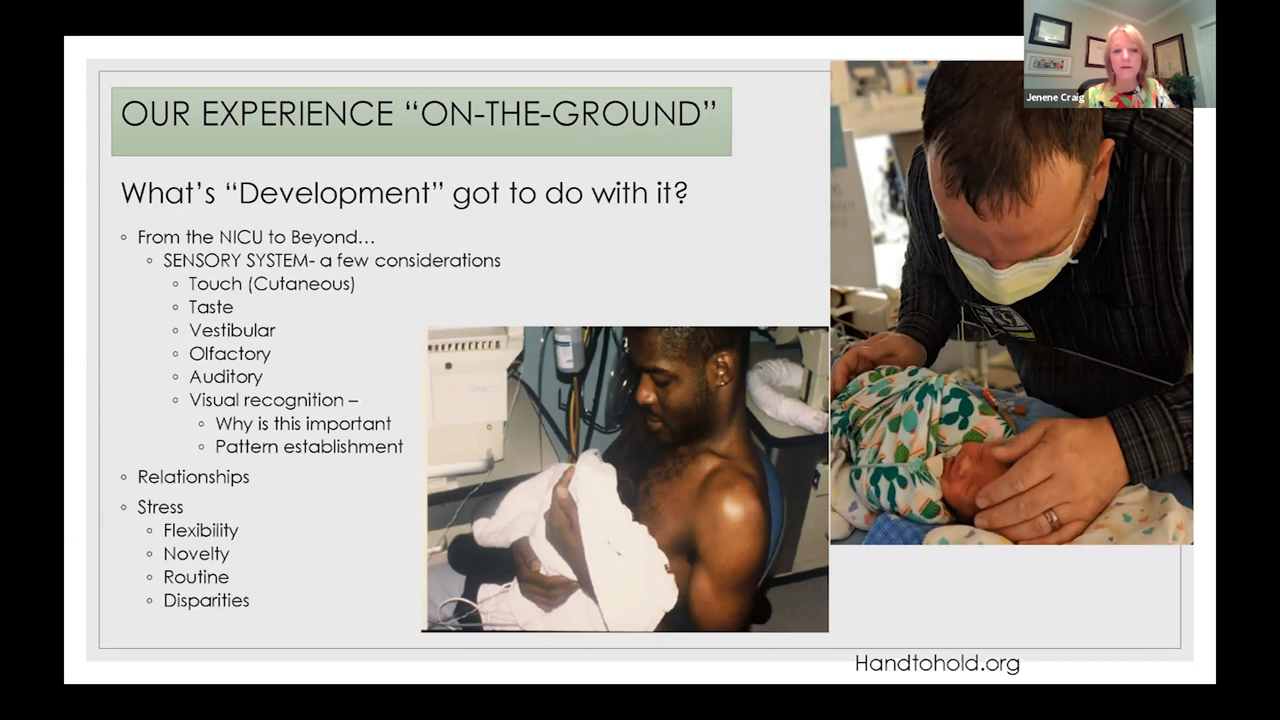 OUR EXPERIENCE “ON-THE-GROUND”
What’s “Development” got to do with it?
From the NICU to Beyond…
SENSORY SYSTEM- a few considerations
Touch (Cutaneous)
Taste
Vestibular
Olfactory
Auditory
Visual recognition –
Why is this important
Pattern establishment
Relationships
Stress
Flexibility
Novelty
Routine
Disparities
Jenene Craig
Handtohold.org